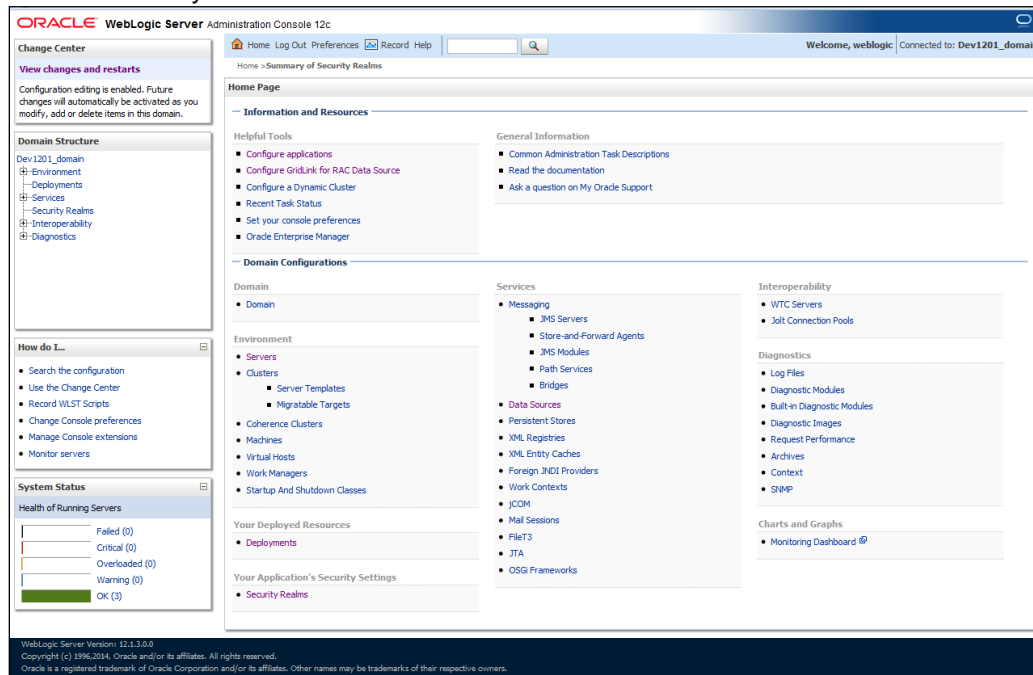 ORACLE WebLogic Server Administration Console 12c
Change Center
View changes and restarts
Configuration editing is enabled. Future
changes will automatically be activated as you
modify, add or delete items in this domain.
Domain Structure
Dev1201_domain
Environment
Deployments
Services
Security Realms
Interoperability
Diagnostics
How do I...
Search the configuration
Use the Change Center
Record WLST Scripts
Change Console preferences
Manage Console extensions
Monitor servers
System Status
Health of Running Servers
Failed (0)
Critical (0)
Overloaded (0)
Warning (0)
OK (3)
Home Log Out Preferences Record Help
Welcome, weblogic Connected to: Dev1201_domai
Home >Summary of Security Realms
Home Page
Information and Resources
Helpful Tools
Configure applications
Configure GridLink for RAC Data Source
Configure a Dynamic Cluster
Recent Task Status
Set your console preferences
Oracle Enterprise Manager
General Information
Common Administration Task Descriptions
Read the documentation
Ask a question on My Oracle Support
Domain Configurations
Domain
Domain
Environment
Servers
Clusters
Server Templates
Migratable Targets
Coherence Clusters
Machines
Virtual Hosts
Work Managers
Startup And Shutdown Classes
Your Deployed Resources
Deployments
Your Application's Security Settings
Security Realms
Services
Messaging
JMS Servers
Store-and-Forward Agents
JMS Modules
Path Services
Bridges
Data Sources
Persistent Stores
XML Registries
XML Entity Caches
Foreign JNDI Providers
Work Contexts
jCOM
Mail Sessions
FileT3
JTA
OSGi Frameworks
Interoperability
WTC Servers
Jolt Connection Pools
Diagnostics
Log Files
Diagnostic Modules
Built-in Diagnostic Modules
Diagnostic Images
Request Performance
Archives
Context
SNMP
Charts and Graphs
Monitoring Dashboard
WebLogic Server Version: 12.1.3.0.0
Copyright (c) 1996,2014, Oracle and/or its affiliates. All rights reserved.
Oracle is a registered trademark of Oracle Corporation and/or its affiliates. Other names may be trademarks of their respective owners.